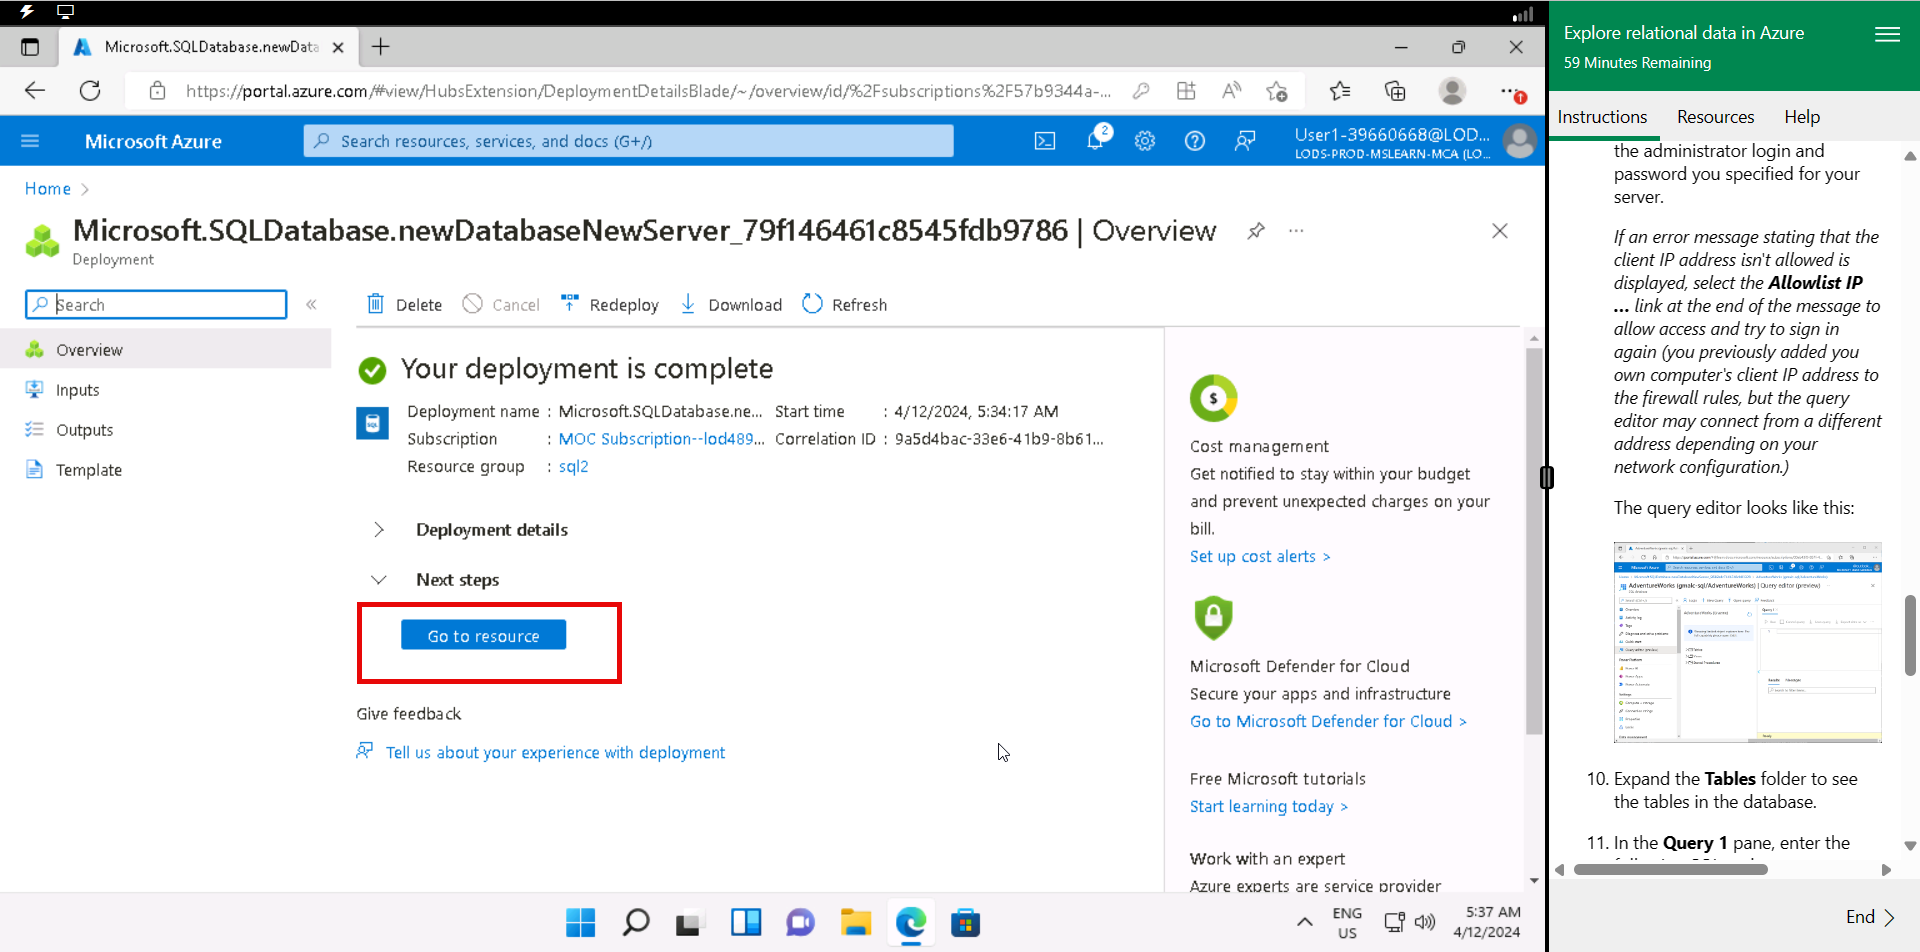 Microsoft.SQLDatabase.newData
https://portal.azure.com/#view/HubsExtension/DeploymentDetailsBlade/~/overview/id/%2Fsubscriptions%2F57b9344a-...
Microsoft Azure
Search resources, services, and docs (G+/)
2
User1-39660668@LOD...
LODS-PROD-MSLEARN-MCA (LO...
Home
Microsoft.SQLDatabase.newDatabaseNewServer_79f146461c8545fdb9786 | Overview
Deployment
Search
Overview
Inputs
Outputs
Template
Delete
Cancel
Redeploy
Download
Refresh
Your deployment is complete
Deployment name : Microsoft.SQLDatabase.ne... Start time : 4/12/2024, 5:34:17 AM
Subscription : MOC Subscription--lod489... Correlation ID : 9a5d4bac-33e6-41b9-8b61...
Resource group : sql2
Deployment details
Next steps
Go to resource
Give feedback
Tell us about your experience with deployment
Cost management
Get notified to stay within your budget
and prevent unexpected charges on your
bill.
Set up cost alerts >
Microsoft Defender for Cloud
Secure your apps and infrastructure
Go to Microsoft Defender for Cloud >
Free Microsoft tutorials
Start learning today >
Work with an expert
Azure experts are service provider
ENG
US
5:37 AM
4/12/2024
Explore relational data in Azure
59 Minutes Remaining
Instructions
Resources
Help
the administrator login and
password you specified for your
server.
If an error message stating that the
client IP address isn't allowed is
displayed, select the Allowlist IP
... link at the end of the message to
allow access and try to sign in
again (you previously added you
own computer's client IP address to
the firewall rules, but the query
editor may connect from a different
address depending on your
network configuration.)
The query editor looks like this:
AdventureWorks (gmalc-sql/AdventureWorks) | Query editor (preview)
10. Expand the Tables folder to see
the tables in the database.
11. In the Query 1 pane, enter the
End